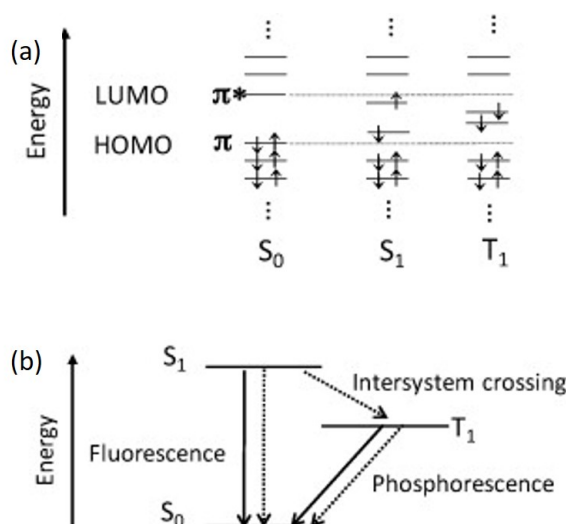 (a)
Energy
LUMO π*
HOMO π
S₀ S₁ T₁
(b)
Energy
S₁
Intersystem crossing
T₁
Fluorescence
Phosphorescence
S₀